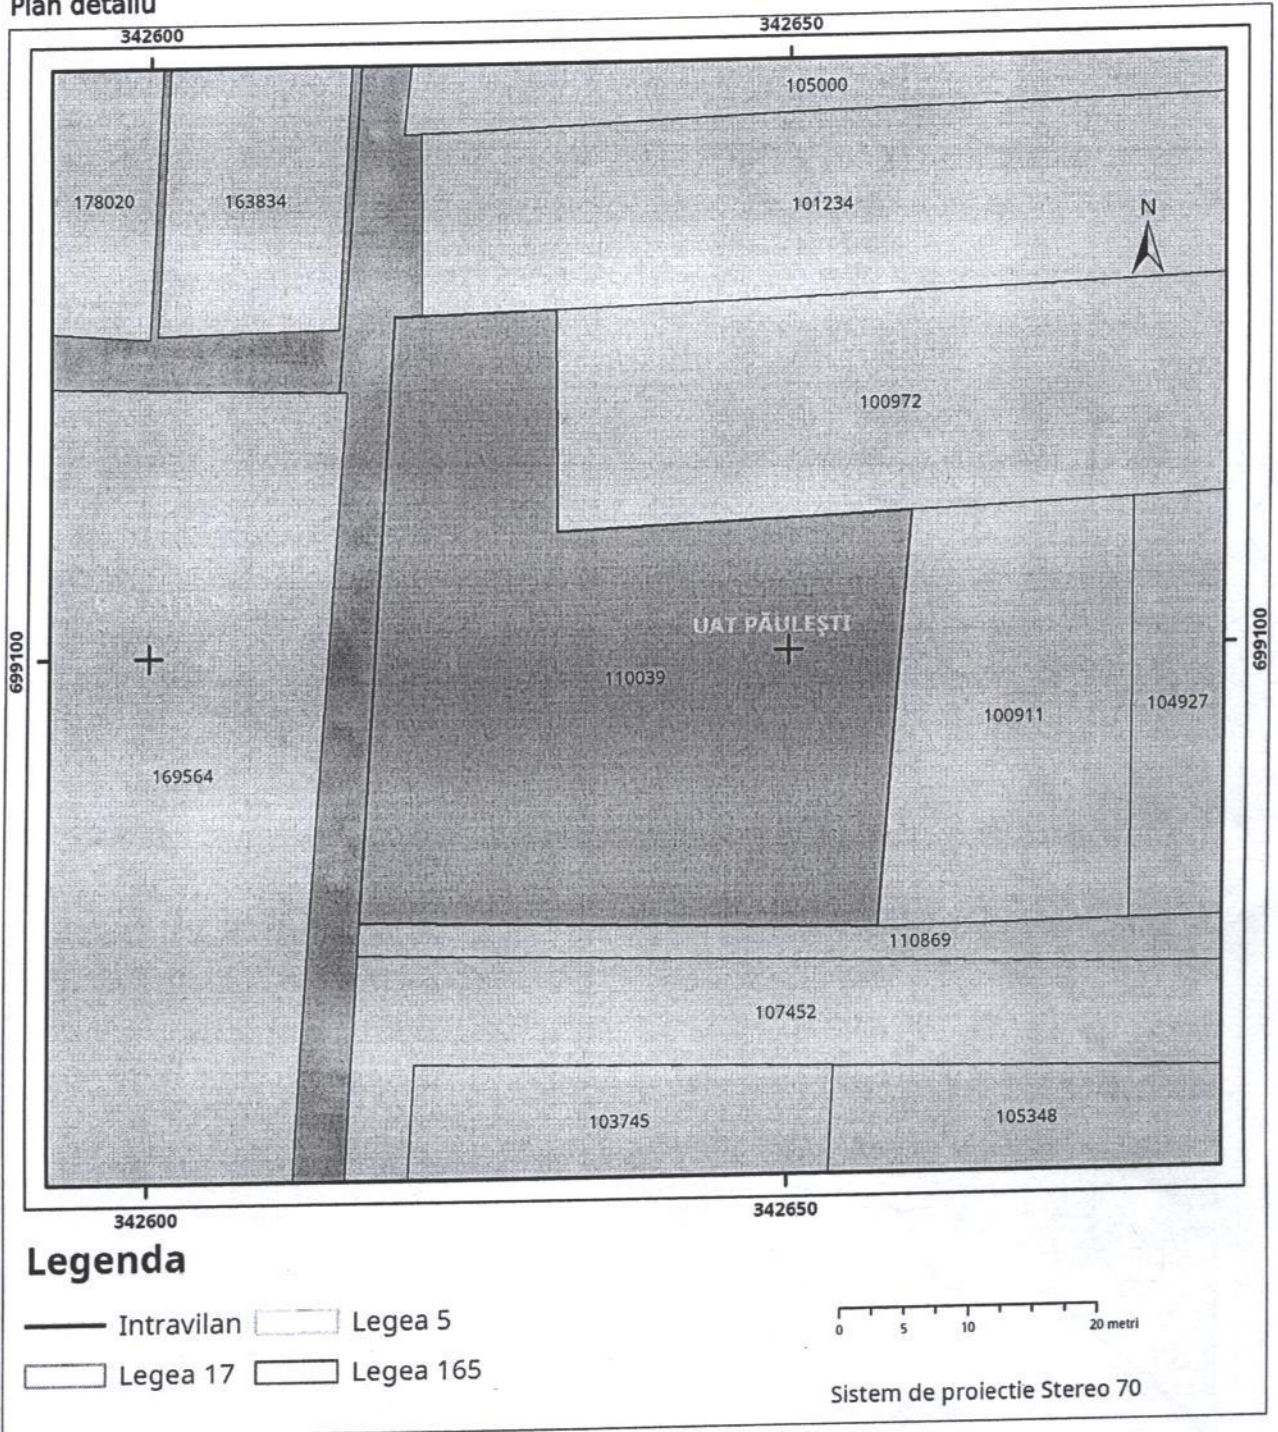 Plan detaliu
342600 342650
105000
178020 163834 101234
N
100972
UAT PĂULEȘTI
699100 699100
110039
100911 104927
169564
110869
107452
103745 105348
342600 342650
Legenda
Intravilan Legea 5
Legea 17 Legea 165
0 5 10 20 metri
Sistem de proiectie Stereo 70